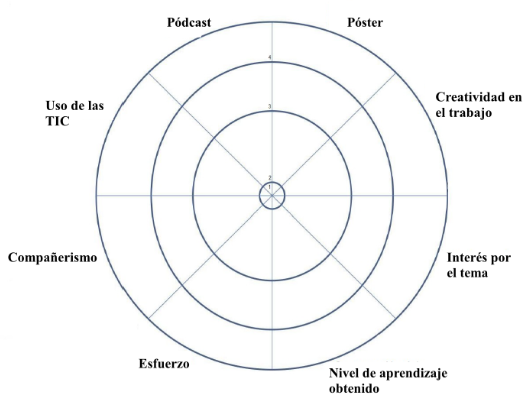 Pódcast
Póster
4
Creatividad en
el trabajo
Uso de las
TIC
3
2
1
Compañerismo
Interés por
el tema
Esfuerzo
Nivel de aprendizaje
obtenido